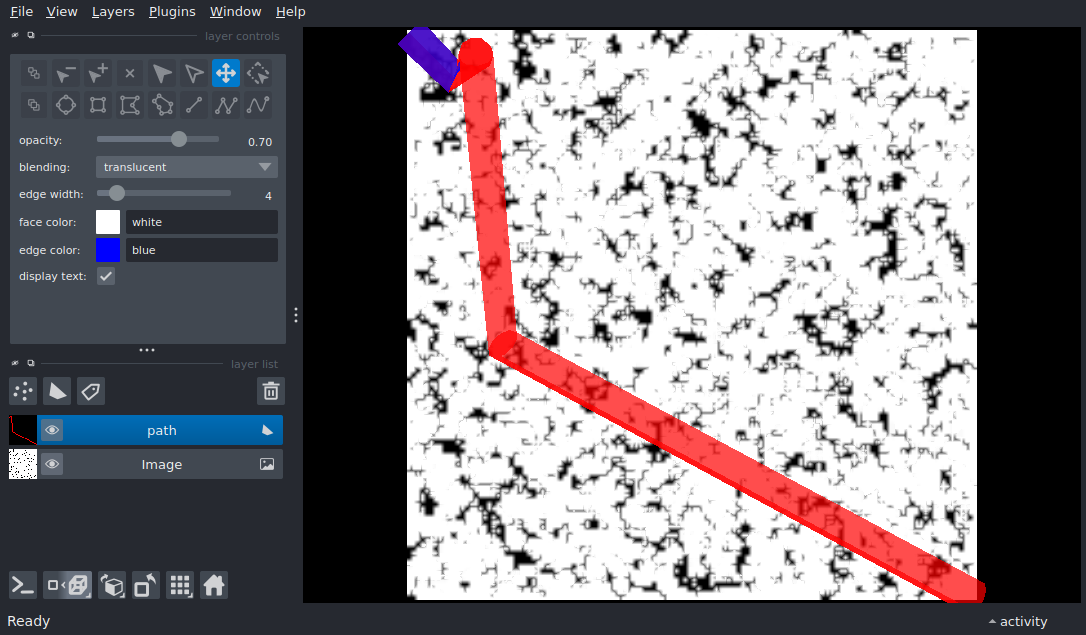 File View Layers Plugins Window Help
layer controls
opacity: 0.70
blending: translucent
edge width: 4
face color: white
edge color: blue
display text:
layer list
path
Image
Ready
activity